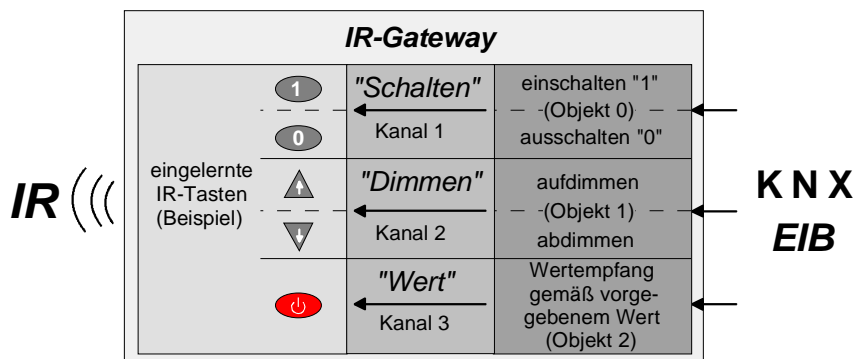 IR-Gateway
IR
eingelernte
IR-Tasten
(Beispiel)
1
0
"Schalten"
Kanal 1
einschalten "1"
(Objekt 0)
ausschalten "0"
"Dimmen"
Kanal 2
aufdimmen
(Objekt 1)
abdimmen
"Wert"
Kanal 3
Wertempfang
gemäß vorge-
gebenem Wert
(Objekt 2)
KNX
EIB